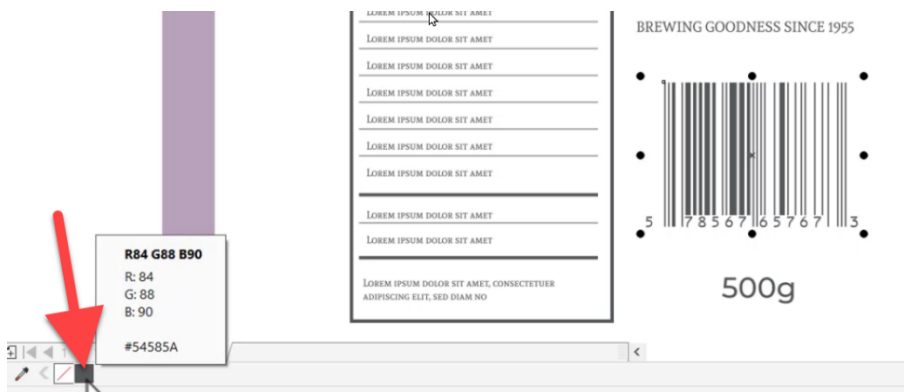 LOREM IPSUM DOLOR SIT AMET
LOREM IPSUM DOLOR SIT AMET
LOREM IPSUM DOLOR SIT AMET
LOREM IPSUM DOLOR SIT AMET
LOREM IPSUM DOLOR SIT AMET
LOREM IPSUM DOLOR SIT AMET
LOREM IPSUM DOLOR SIT AMET
LOREM IPSUM DOLOR SIT AMET
LOREM IPSUM DOLOR SIT AMET
LOREM IPSUM DOLOR SIT AMET, CONSECTETUER
ADIPISCING ELIT, SED DIAM NO
BREWING GOODNESS SINCE 1955
5 785676 65767 3
500g
R84 G88 B90
R: 84
G: 88
B: 90
#54585A